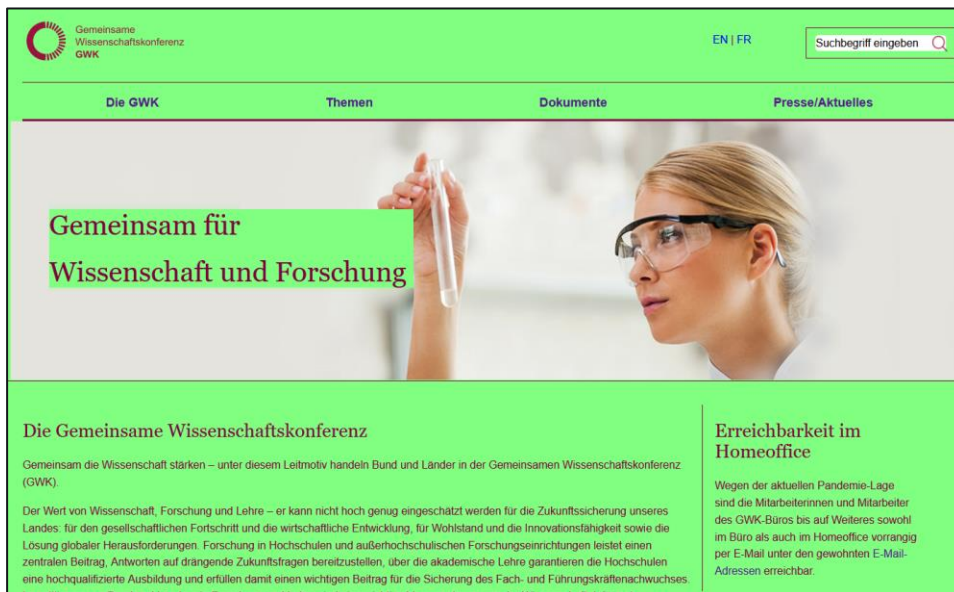 Gemeinsame
Wissenschaftskonferenz
GWK
EN | FR
Suchbegriff eingeben
Die GWK
Themen
Dokumente
Presse/Aktuelles
Gemeinsam für
Wissenschaft und Forschung
Die Gemeinsame Wissenschaftskonferenz
Gemeinsam die Wissenschaft stärken – unter diesem Leitmotiv handeln Bund und Länder in der Gemeinsamen Wissenschaftskonferenz
(GWK).
Der Wert von Wissenschaft, Forschung und Lehre – er kann nicht hoch genug eingeschätzt werden für die Zukunftssicherung unseres
Landes: für den gesellschaftlichen Fortschritt und die wirtschaftliche Entwicklung, für Wohlstand und die Innovationsfähigkeit sowie die
Lösung globaler Herausforderungen. Forschung in Hochschulen und außerhochschulischen Forschungseinrichtungen leistet einen
zentralen Beitrag, Antworten auf drängende Zukunftsfragen bereitzustellen, über die akademische Lehre garantieren die Hochschulen
eine hochqualifizierte Ausbildung und erfüllen damit einen wichtigen Beitrag für die Sicherung des Fach- und Führungskräftenachwuchses.
Erreichbarkeit im
Homeoffice
Wegen der aktuellen Pandemie-Lage
sind die Mitarbeiterinnen und Mitarbeiter
des GWK-Büros bis auf Weiteres sowohl
im Büro als auch im Homeoffice vorrangig
per E-Mail unter den gewohnten E-Mail-
Adressen erreichbar.